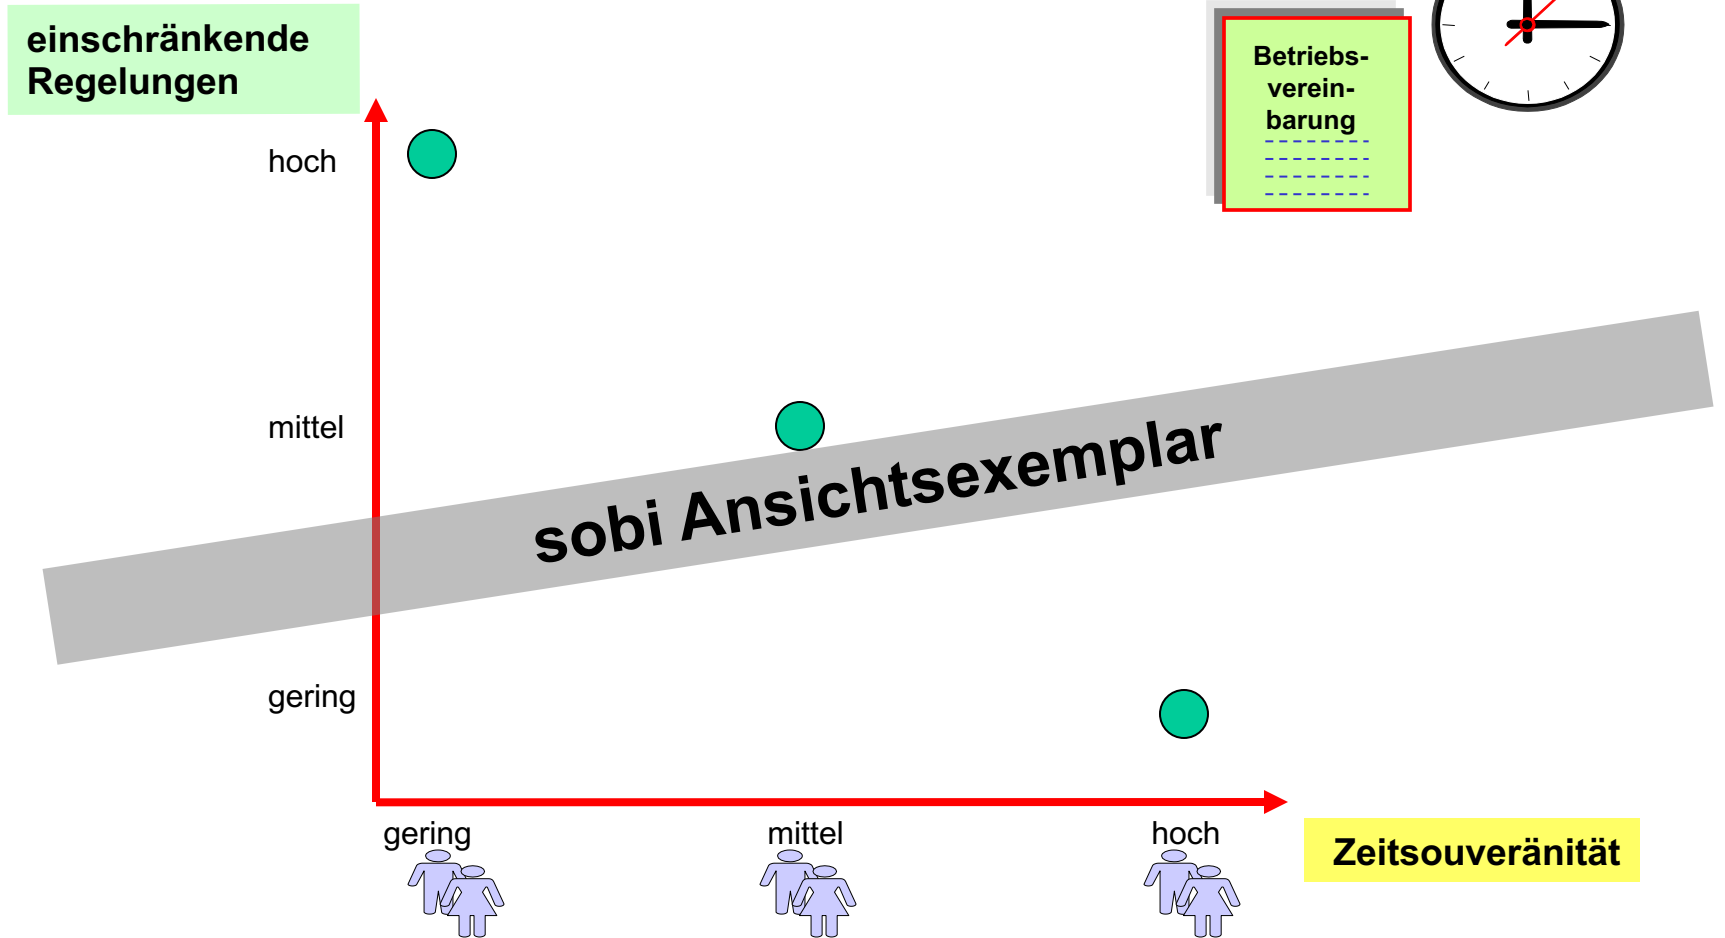 einschränkende
Regelungen
Betriebs-
verein-
barung
hoch
mittel
sobi Ansichtsexemplar
gering
gering
mittel
hoch
Zeitsouveränität